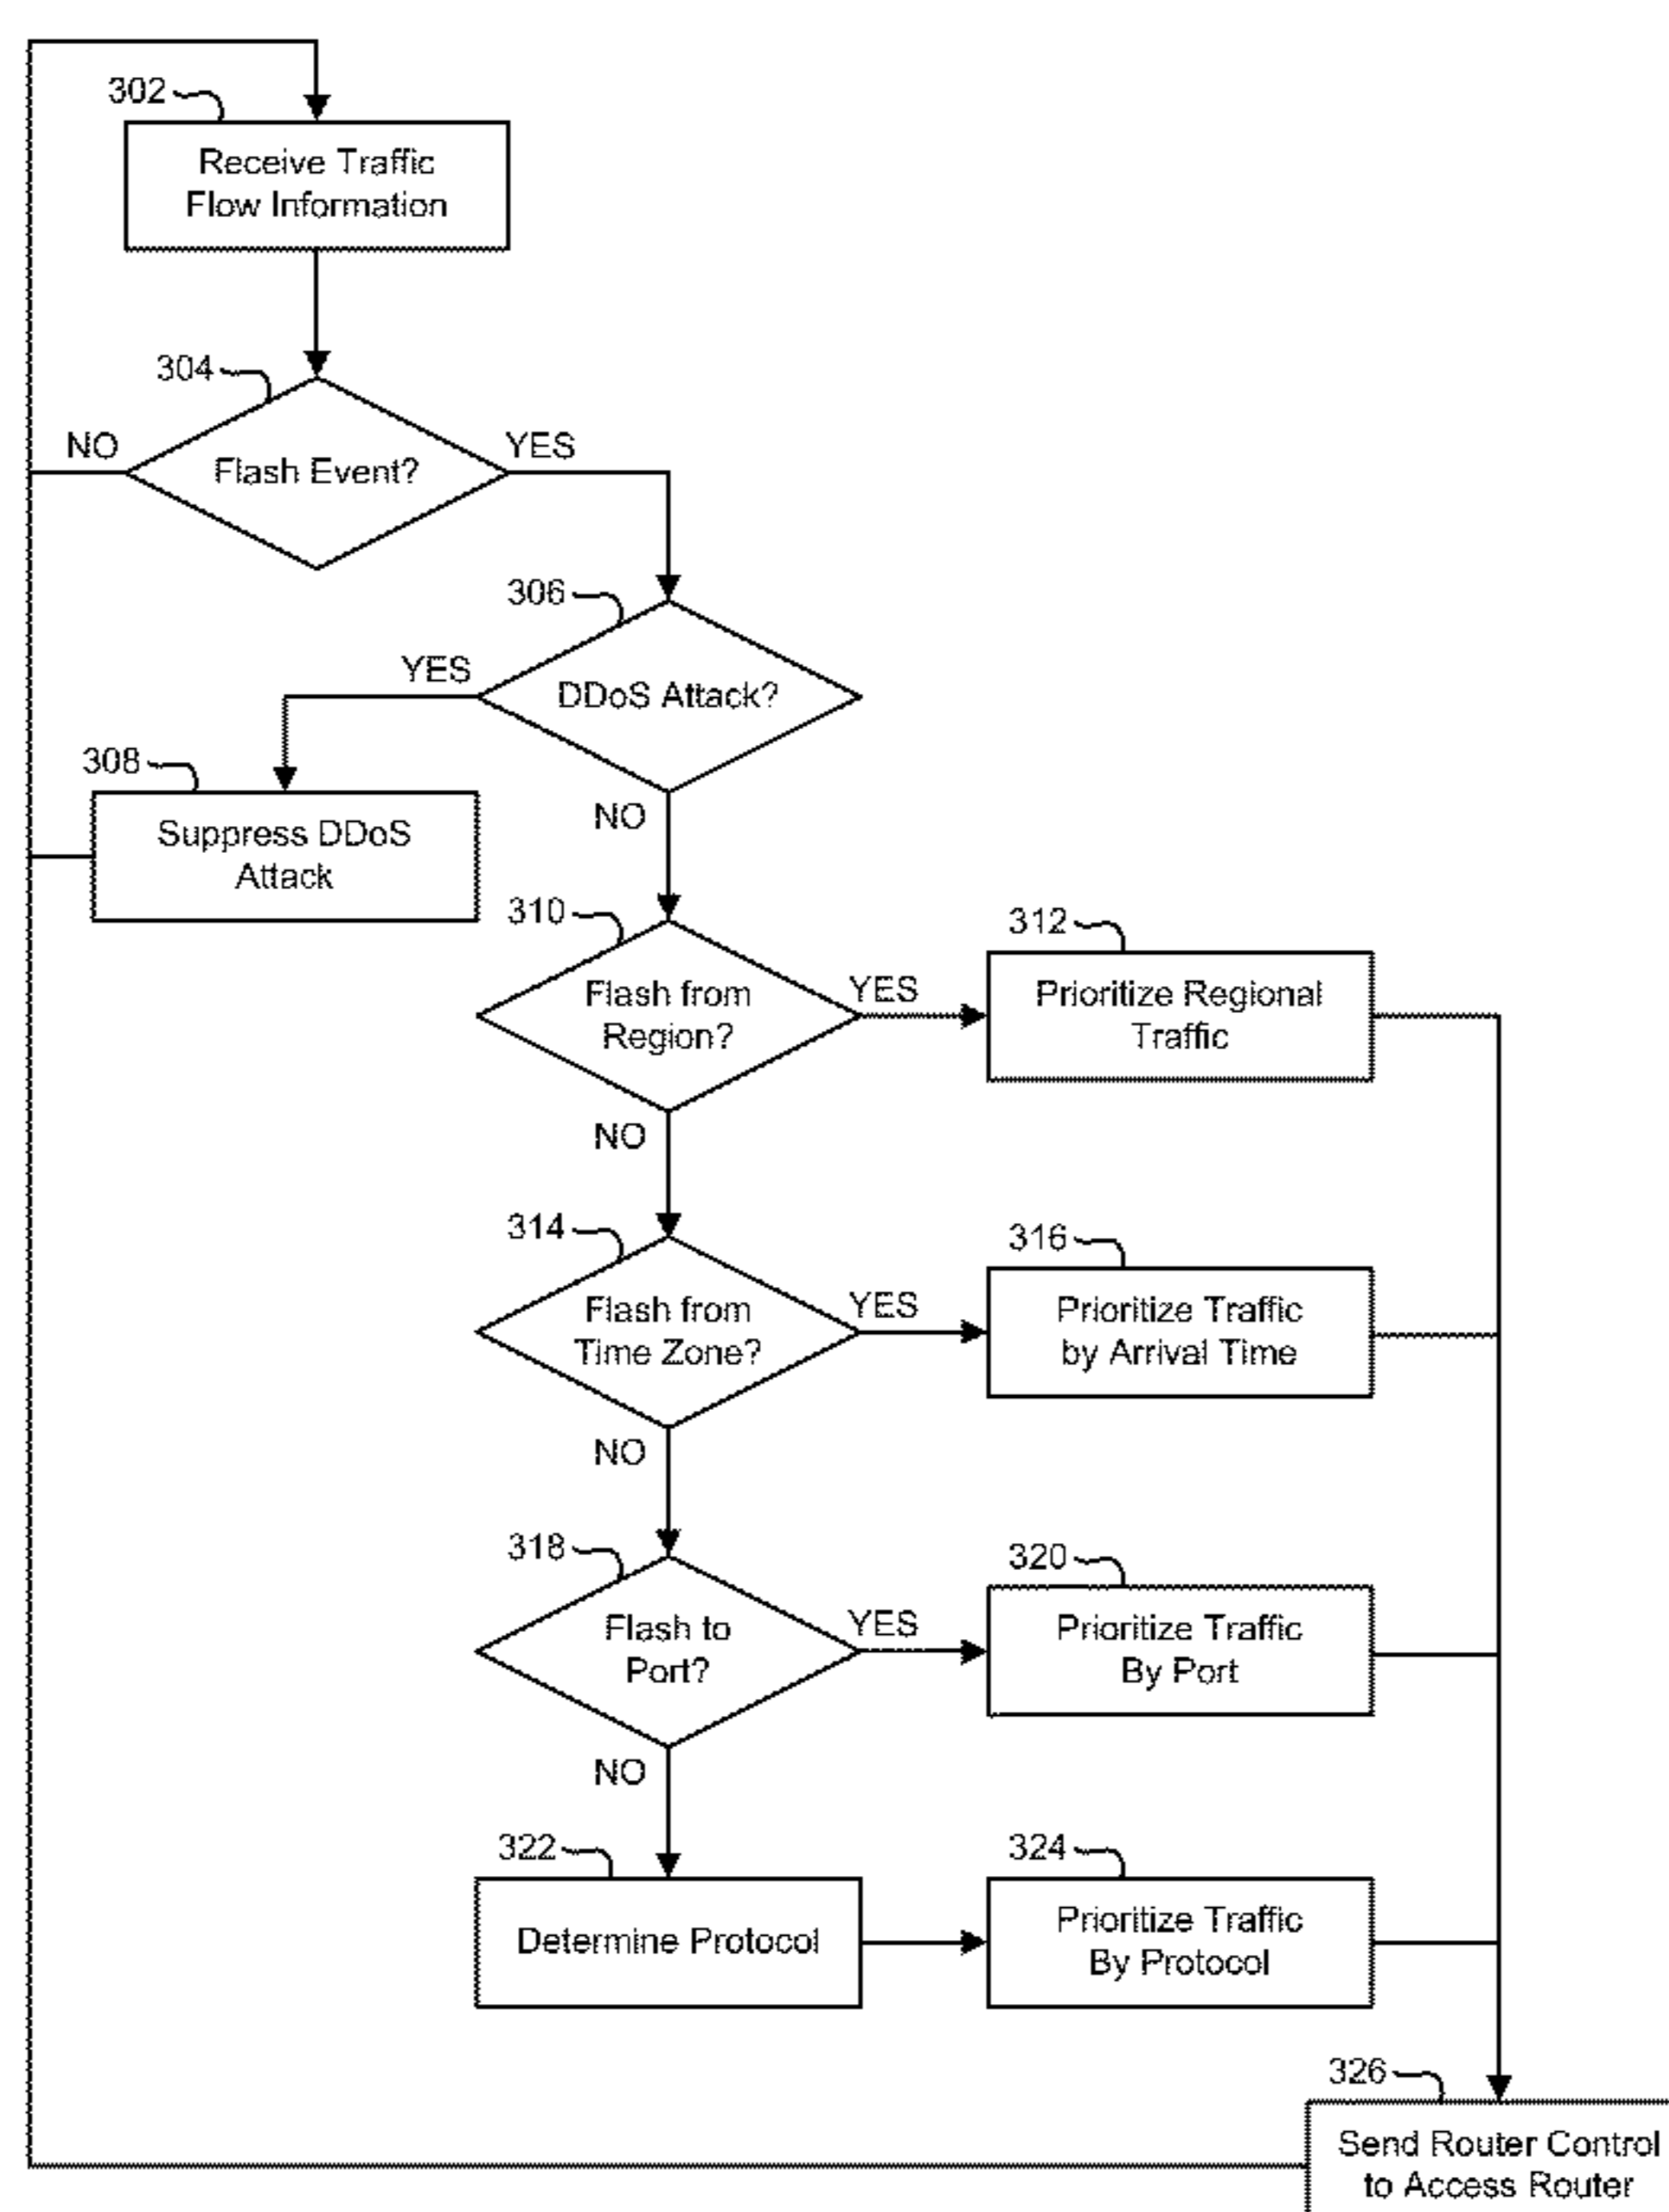 302
Receive Traffic
Flow Information
304
NO
YES
Flash Event?
306
YES
DDoS Attack?
308
NO
Suppress DDoS
Attack
310
312
Flash from
Region?
YES
Prioritize Regional
Traffic
NO
314
316
Flash from
Time Zone?
YES
Prioritize Traffic
by Arrival Time
NO
318
320
Flash to
Port?
YES
Prioritize Traffic
By Port
NO
322
324
Determine Protocol
Prioritize Traffic
By Protocol
326
Send Router Control
to Access Router